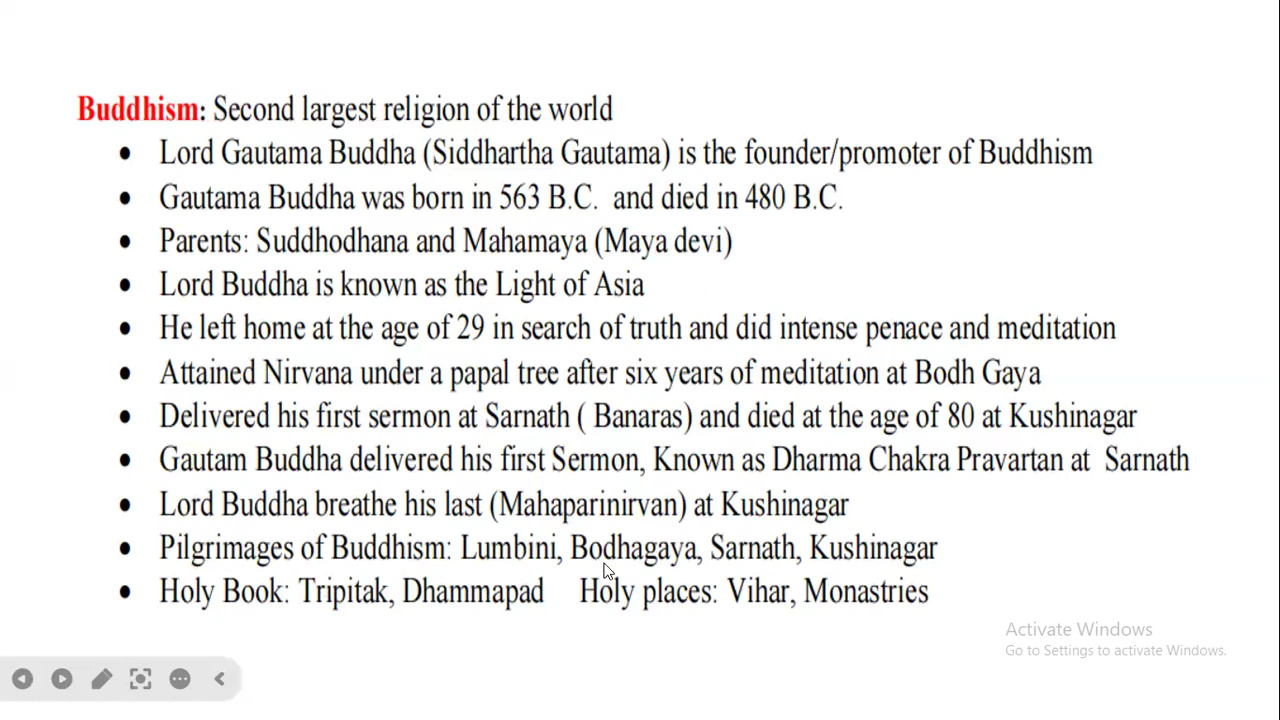 Buddhism: Second largest religion of the world
• Lord Gautama Buddha (Siddhartha Gautama) is the founder/promoter of Buddhism
• Gautama Buddha was born in 563 B.C. and died in 480 B.C.
• Parents: Suddhodhana and Mahamaya (Maya devi)
• Lord Buddha is known as the Light of Asia
• He left home at the age of 29 in search of truth and did intense penace and meditation
• Attained Nirvana under a papal tree after six years of meditation at Bodh Gaya
• Delivered his first sermon at Sarnath ( Banaras) and died at the age of 80 at Kushinagar
• Gautam Buddha delivered his first Sermon, Known as Dharma Chakra Pravartan at Sarnath
• Lord Buddha breathe his last (Mahaparinirvan) at Kushinagar
• Pilgrimages of Buddhism: Lumbini, Bodhagaya, Sarnath, Kushinagar
• Holy Book: Tripitak, Dhammapad Holy places: Vihar, Monastries
Activate Windows
Go to Settings to activate Windows.